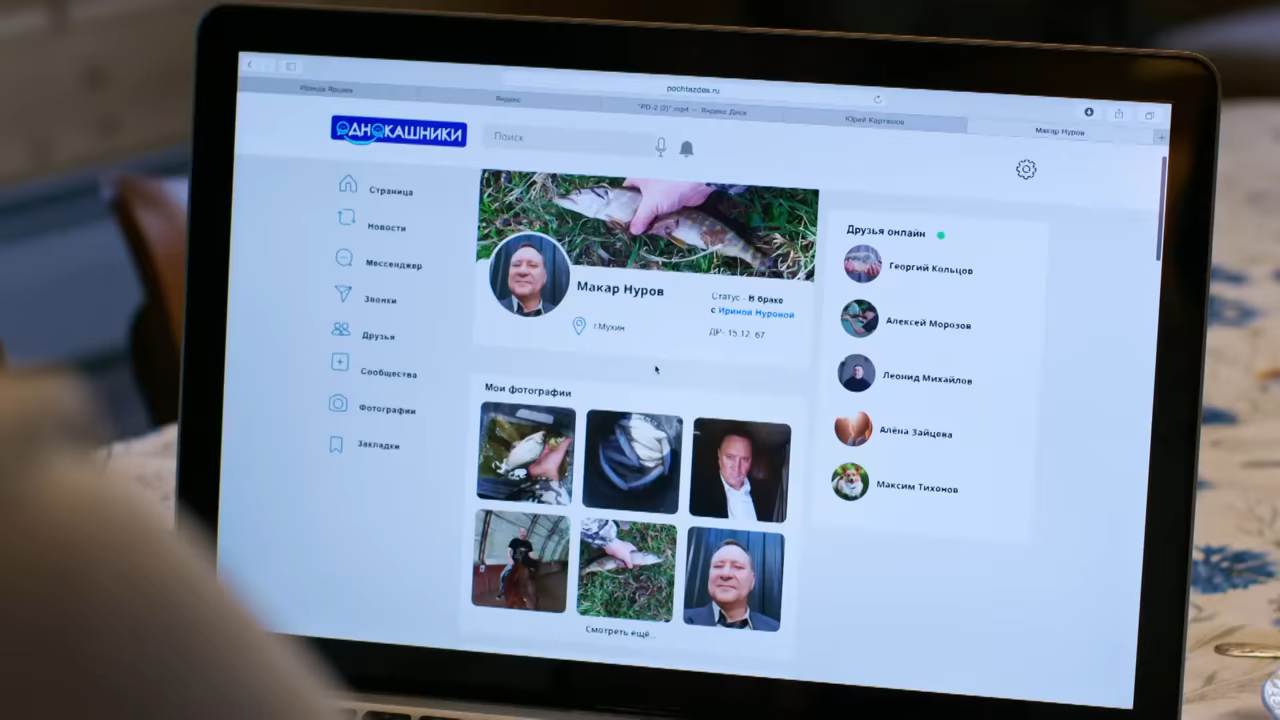 pochtazdes.ru
Ирина Ярцева
Яндекс
"PD-2 (2)".mp4 — Яндекс Диск
Юрий Карташов
Макар Нуров
ОДНОКАШНИКИ
Поиск
Страница
Новости
Мессенджер
Звонки
Друзья
Сообщества
Фотографии
Закладки
Макар Нуров
г.Мухин
Статус - В браке
с Ириной Нуровой
ДР- 15.12. 67
Мои фотографии
Смотреть ещё...
Друзья онлайн
Георгий Кольцов
Алексей Морозов
Леонид Михайлов
Алёна Зайцева
Максим Тихонов